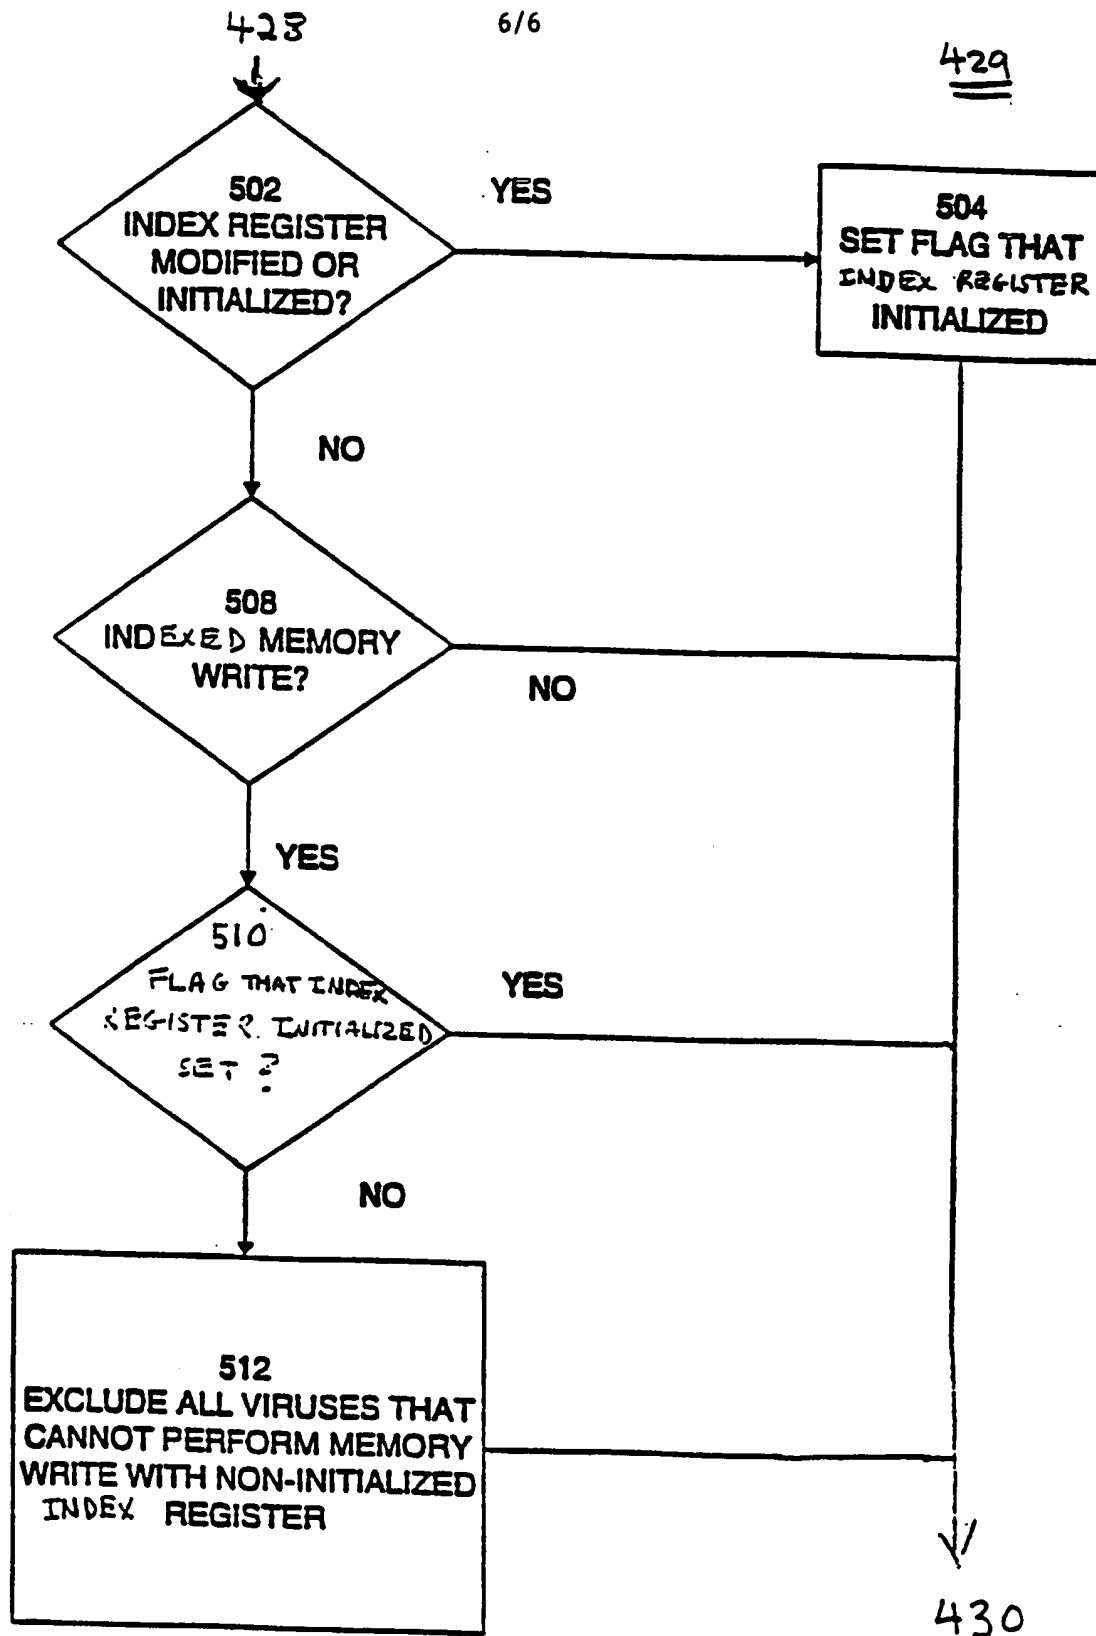 428
6/6
429
502
INDEX REGISTER
MODIFIED OR
INITIALIZED?
YES
504
SET FLAG THAT
INDEX REGISTER
INITIALIZED
NO
508
INDEXED MEMORY
WRITE?
NO
YES
510
FLAG THAT INDEX
REGISTER INITIALIZED
SET ?
YES
NO
512
EXCLUDE ALL VIRUSES THAT
CANNOT PERFORM MEMORY
WRITE WITH NON-INITIALIZED
INDEX REGISTER
430